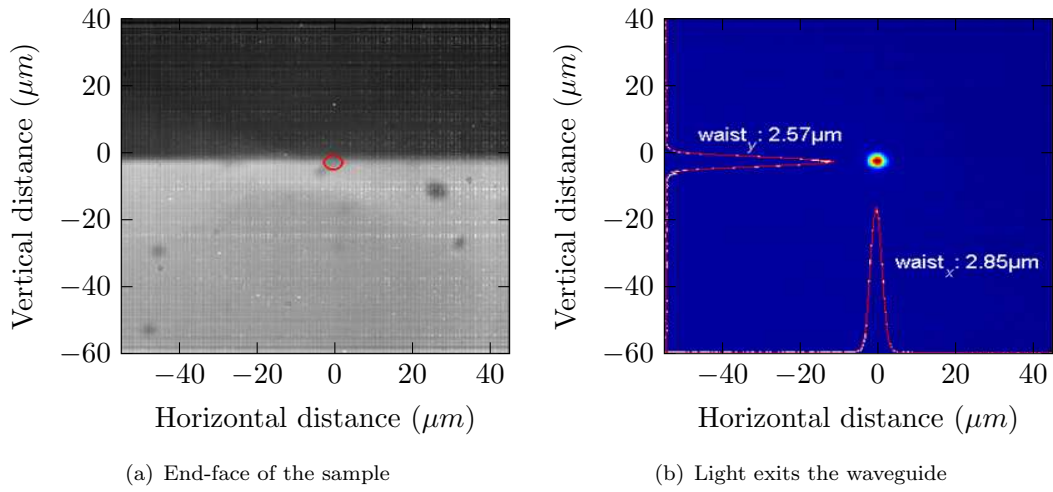 40
20
0
−20
−40
−60
−40 −20 0 20 40
Vertical distance (μm)
Horizontal distance (μm)
(a) End-face of the sample
40
20
0
−20
−40
−60
−40 −20 0 20 40
Vertical distance (μm)
Horizontal distance (μm)
waist_y: 2.57μm
waist_x: 2.85μm
(b) Light exits the waveguide